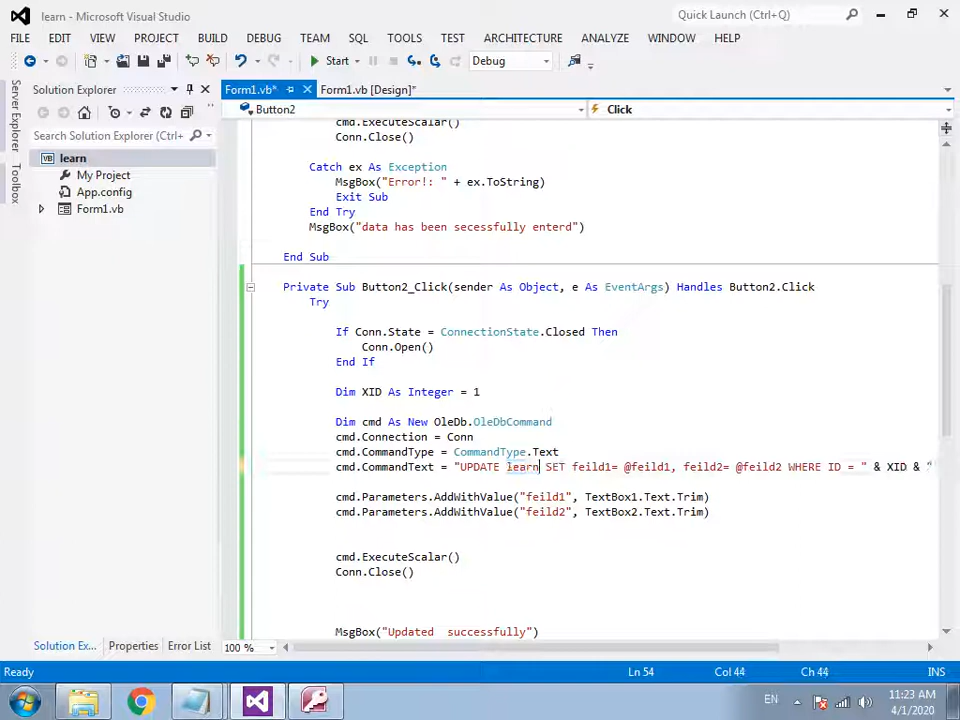 learn - Microsoft Visual Studio
Quick Launch (Ctrl+Q)
FILE EDIT VIEW PROJECT BUILD DEBUG TEAM SQL TOOLS TEST ARCHITECTURE ANALYZE WINDOW HELP
Start Debug
Server Explorer
Toolbox
Solution Explorer
Search Solution Explorer (Ctrl+
VB learn
My Project
App.config
Form1.vb
Form1.vb* Form1.vb [Design]*
Button2 Click
cmd.ExecuteScalar()
Conn.Close()
Catch ex As Exception
MsgBox("Error!: " + ex.ToString)
Exit Sub
End Try
MsgBox("data has been secessfully enterd")
End Sub
Private Sub Button2_Click(sender As Object, e As EventArgs) Handles Button2.Click
Try
If Conn.State = ConnectionState.Closed Then
Conn.Open()
End If
Dim XID As Integer = 1
Dim cmd As New OleDb.OleDbCommand
cmd.Connection = Conn
cmd.CommandType = CommandType.Text
cmd.CommandText = "UPDATE learn SET feild1= @feild1, feild2= @feild2 WHERE ID = " & XID & "
cmd.Parameters.AddWithValue("feild1", TextBox1.Text.Trim)
cmd.Parameters.AddWithValue("feild2", TextBox2.Text.Trim)
cmd.ExecuteScalar()
Conn.Close()
MsgBox("Updated  successfully")
Solution Ex... Properties Error List
100 %
Ready Ln 54 Col 44 Ch 44 INS
EN
11:23 AM
4/1/2020